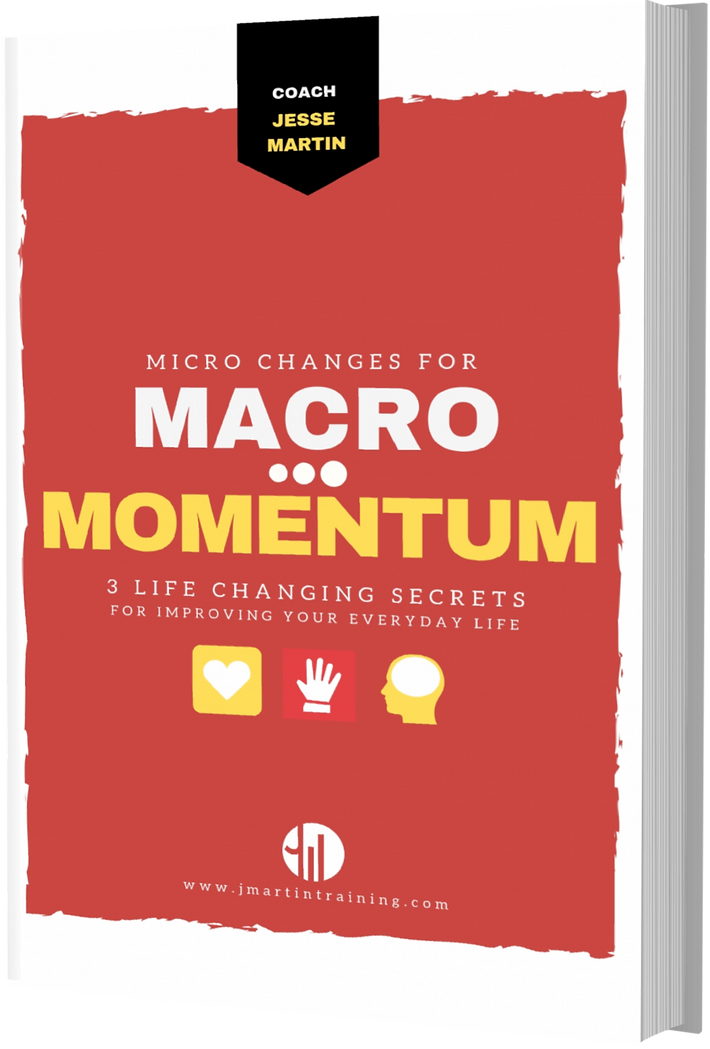 COACH
JESSE
MARTIN
MICRO CHANGES FOR
MACRO
MOMENTUM
3 LIFE CHANGING SECRETS
FOR IMPROVING YOUR EVERYDAY LIFE
www.jmartintraining.com